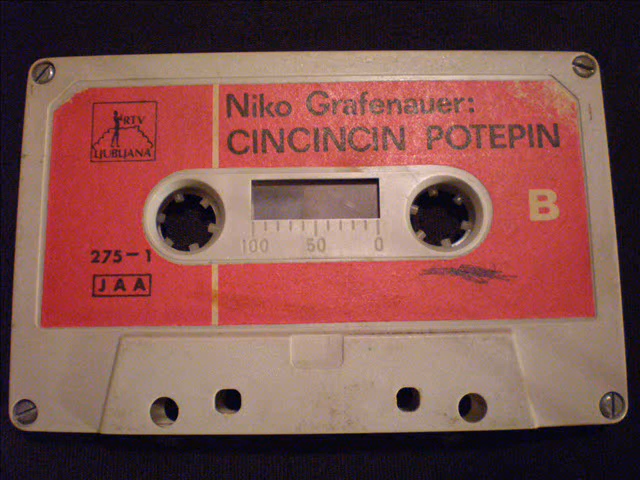 Niko Grafenauer:
CINCINCIN POTEPIN
RTV
LJUBLJANA
B
100 50 0
275-1
JAA